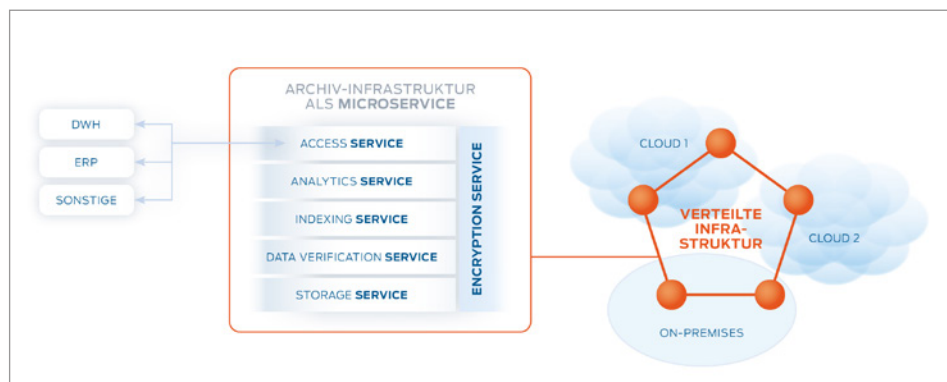 ARCHIV-INFRASTRUKTUR
ALS MICROSERVICE
DWH
ERP
SONSTIGE
ACCESS SERVICE
ANALYTICS SERVICE
INDEXING SERVICE
DATA VERIFICATION SERVICE
STORAGE SERVICE
ENCRYPTION SERVICE
CLOUD 1
VERTEILTE
INFRA-
STRUKTUR
CLOUD 2
ON-PREMISES